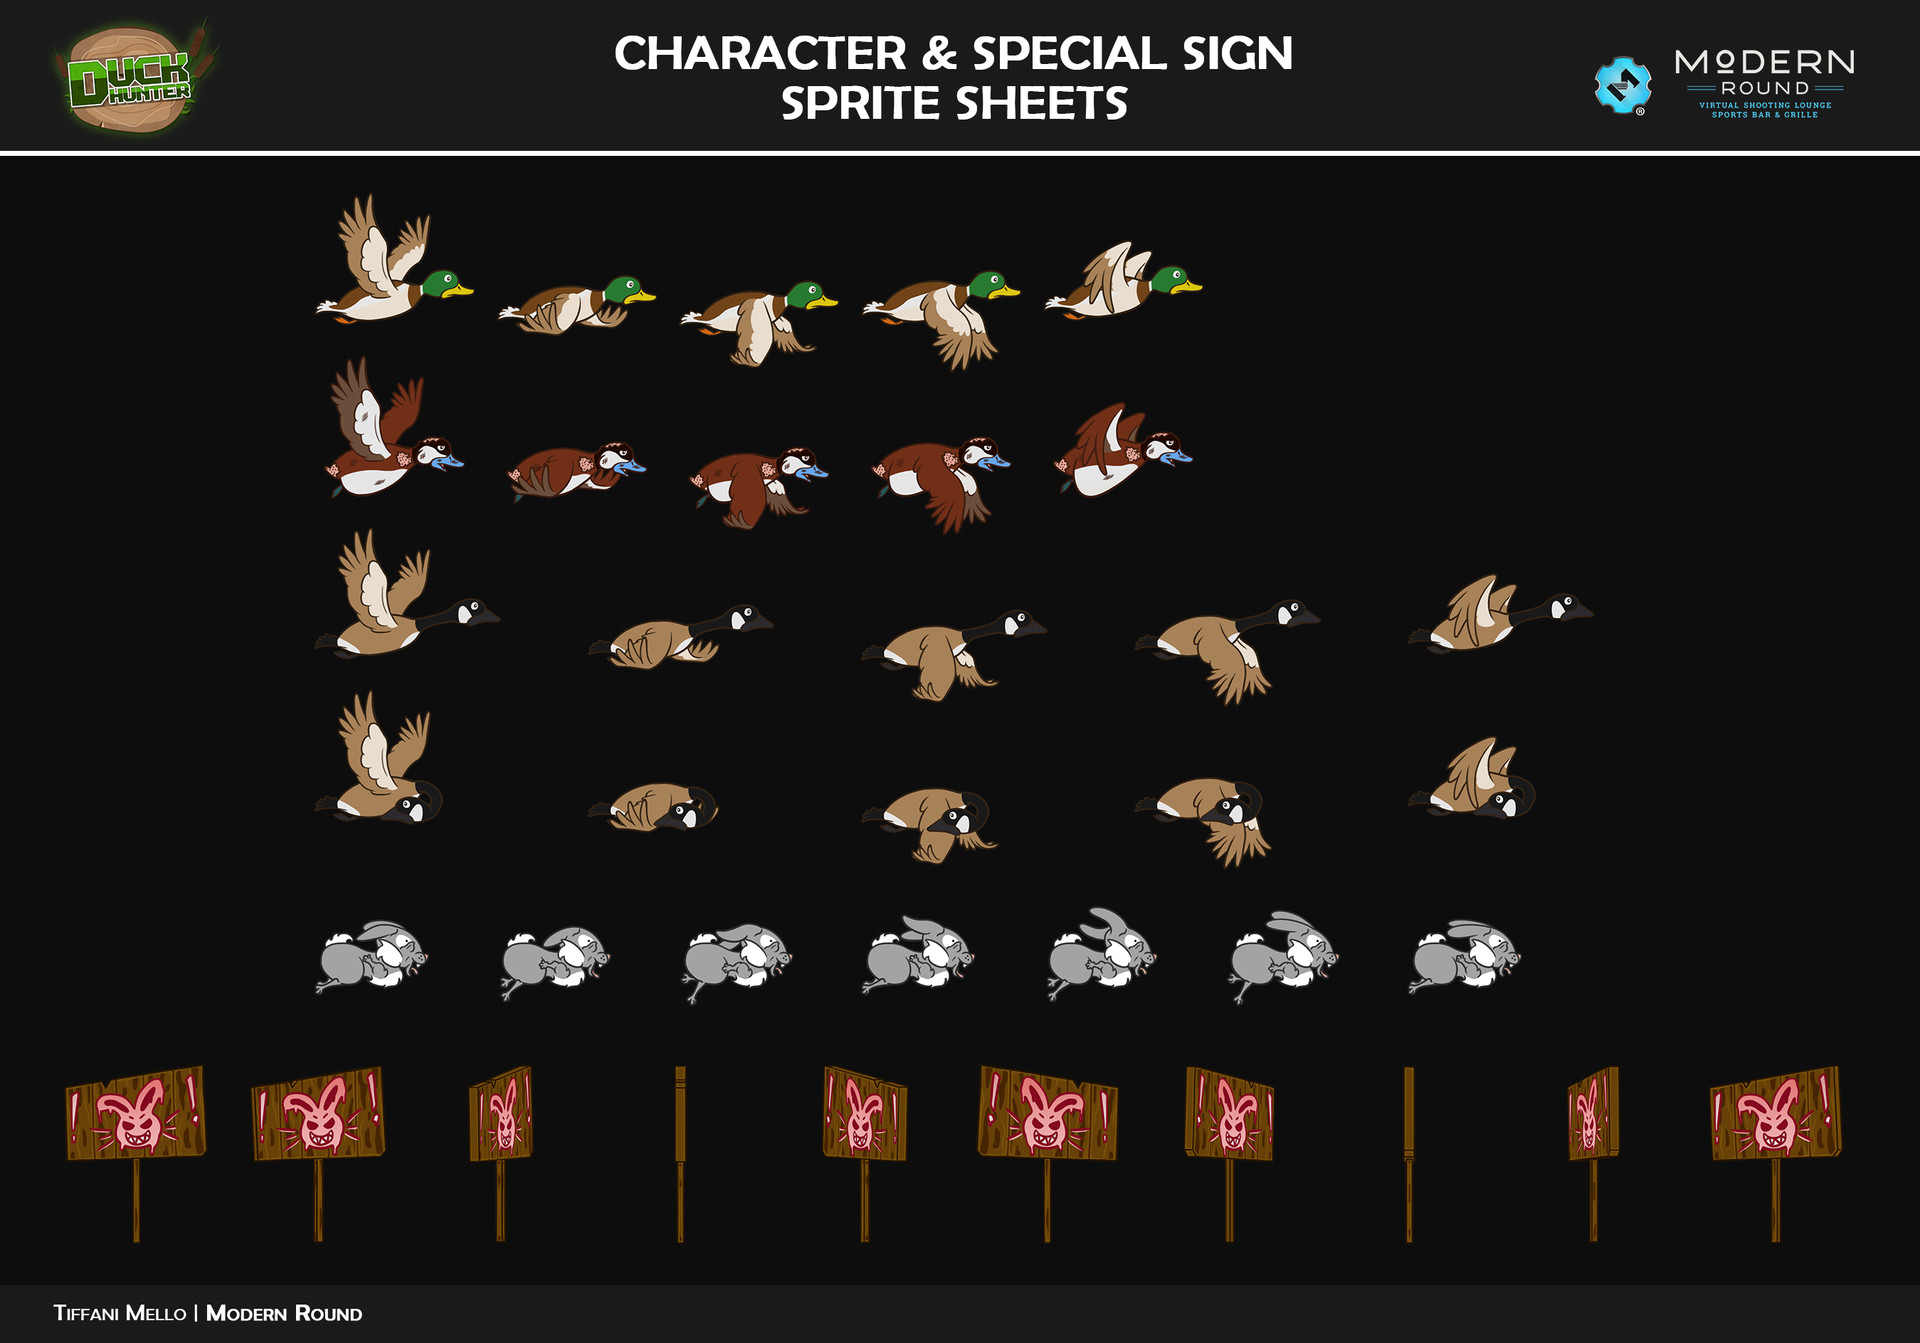 DUCK
HUNTER
CHARACTER & SPECIAL SIGN
SPRITE SHEETS
MODERN
ROUND
VIRTUAL SHOOTING LOUNGE
SPORTS BAR & GRILLE
®
! !
! !
! !
! !
TIFFANI MELLO | MODERN ROUND